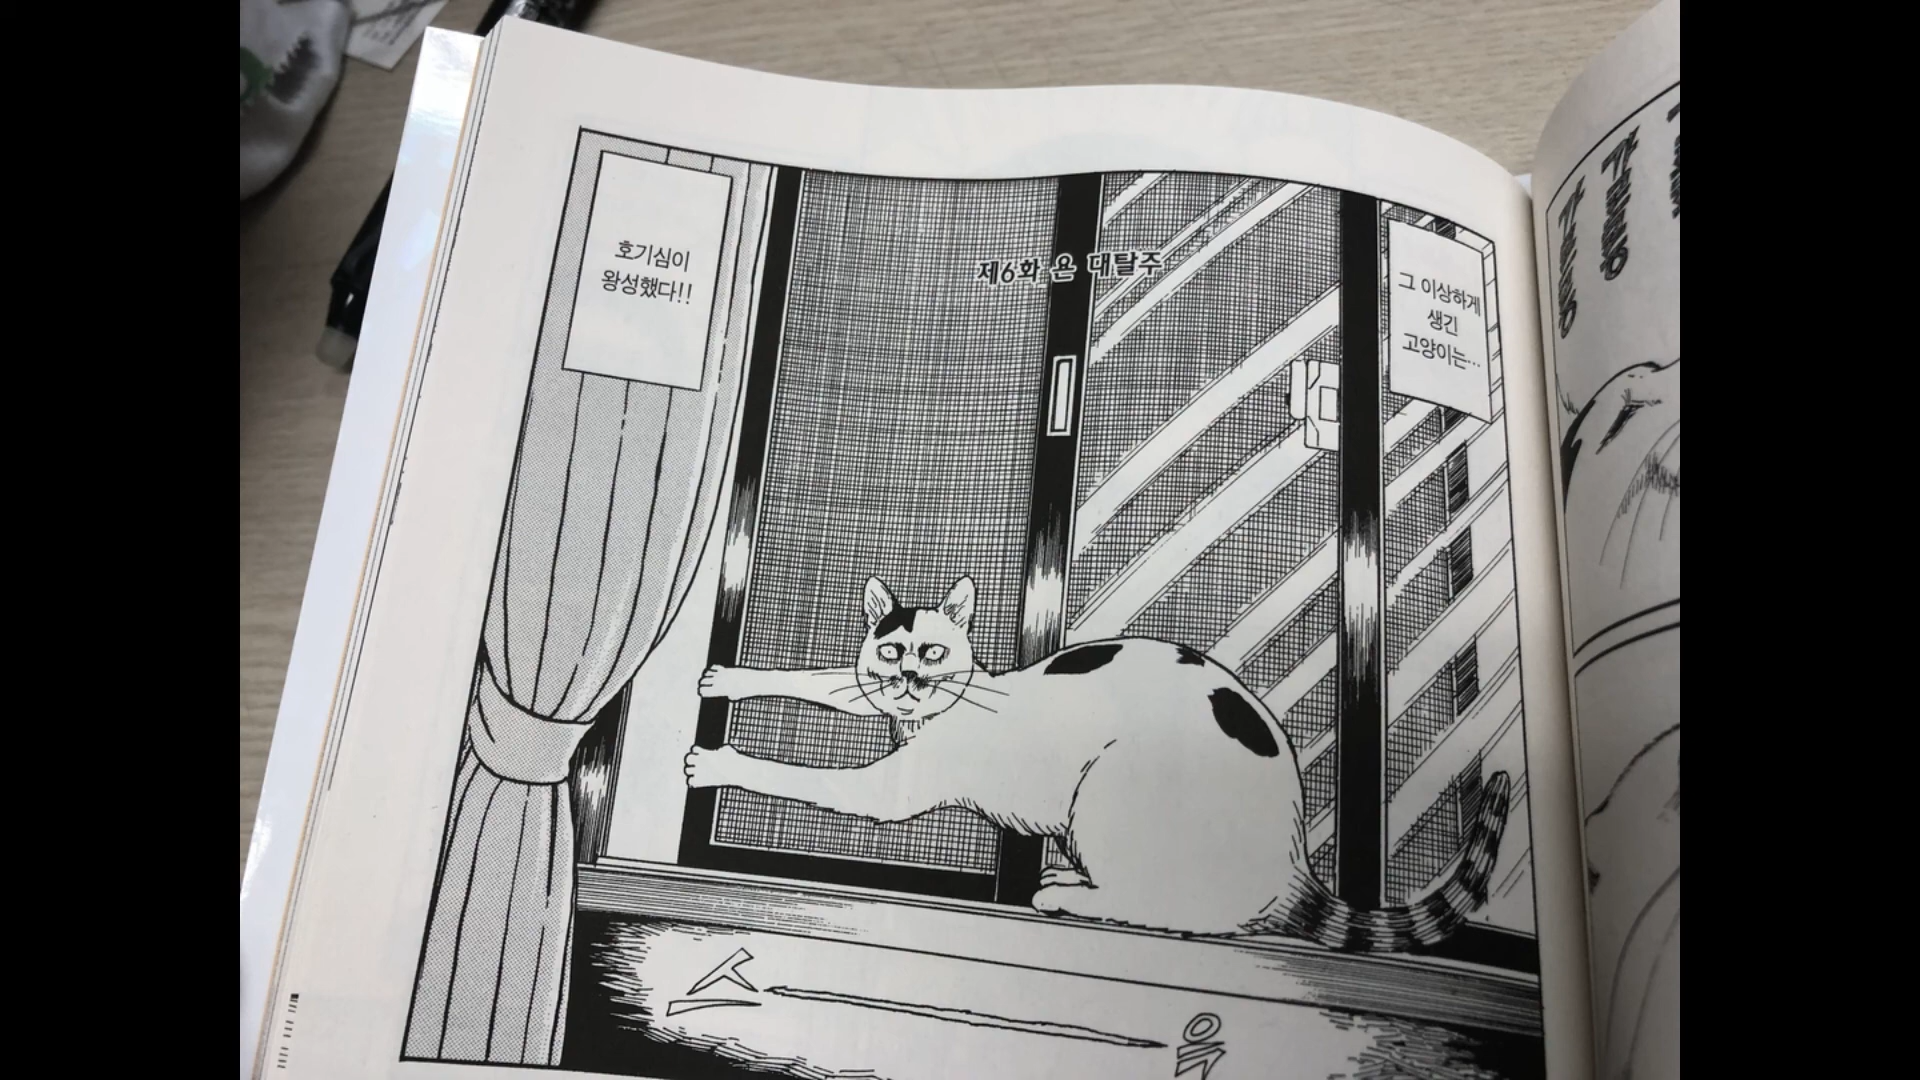 제6화 욘 대탈주
그 이상하게
생긴
고양이는…
호기심이
왕성했다!!
스
윽